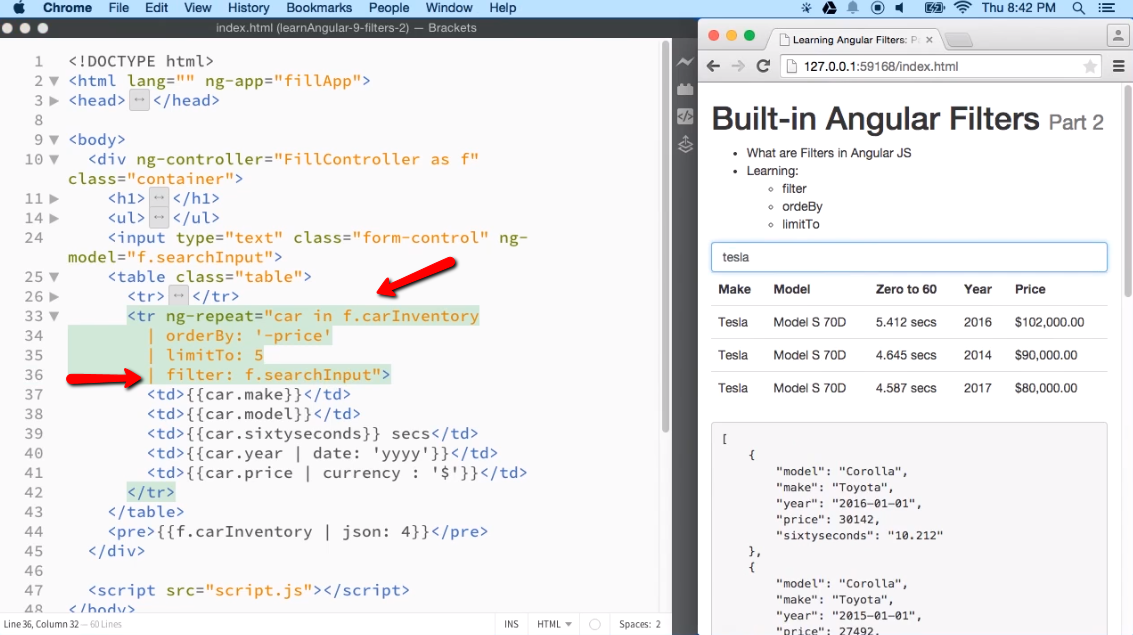 Chrome File Edit View History Bookmarks People Window Help Thu 8:42 PM
index.html (learnAngular-9-filters-2) — Brackets
1 <!DOCTYPE html>
2 <html lang="" ng-app="fillApp">
3 <head> </head>
8
9 <body>
10 <div ng-controller="FillController as f"
class="container">
11 <h1> </h1>
14 <ul> </ul>
24 <input type="text" class="form-control" ng-
model="f.searchInput">
25 <table class="table">
26 <tr> </tr>
33 <tr ng-repeat="car in f.carInventory
34 | orderBy: '-price'
35 | limitTo: 5
36 | filter: f.searchInput">
37 <td>{{car.make}}</td>
38 <td>{{car.model}}</td>
39 <td>{{car.sixtyseconds}} secs</td>
40 <td>{{car.year | date: 'yyyy'}}</td>
41 <td>{{car.price | currency : '$'}}</td>
42 </tr>
43 </table>
44 <pre>{{f.carInventory | json: 4}}</pre>
45 </div>
46
47 <script src="script.js"></script>
48 </body>
Line 36, Column 32 — 60 Lines
INS HTML Spaces: 2
Learning Angular Filters: P
127.0.0.1:59168/index.html
Built-in Angular Filters Part 2
What are Filters in Angular JS
Learning:
filter
ordeBy
limitTo
tesla
Make Model Zero to 60 Year Price
Tesla Model S 70D 5.412 secs 2016 $102,000.00
Tesla Model S 70D 4.645 secs 2014 $90,000.00
Tesla Model S 70D 4.587 secs 2017 $80,000.00
[
{
"model": "Corolla",
"make": "Toyota",
"year": "2016-01-01",
"price": 30142,
"sixtyseconds": "10.212"
},
{
"model": "Corolla",
"make": "Toyota",
"year": "2015-01-01",
"price": 27492,